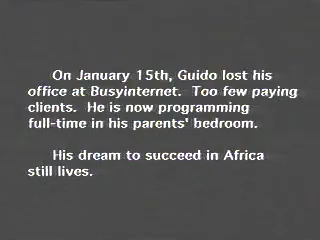 On January 15th, Guido lost his
office at Busyinternet. Too few paying
clients. He is now programming
full-time in his parents' bedroom.
His dream to succeed in Africa
still lives.